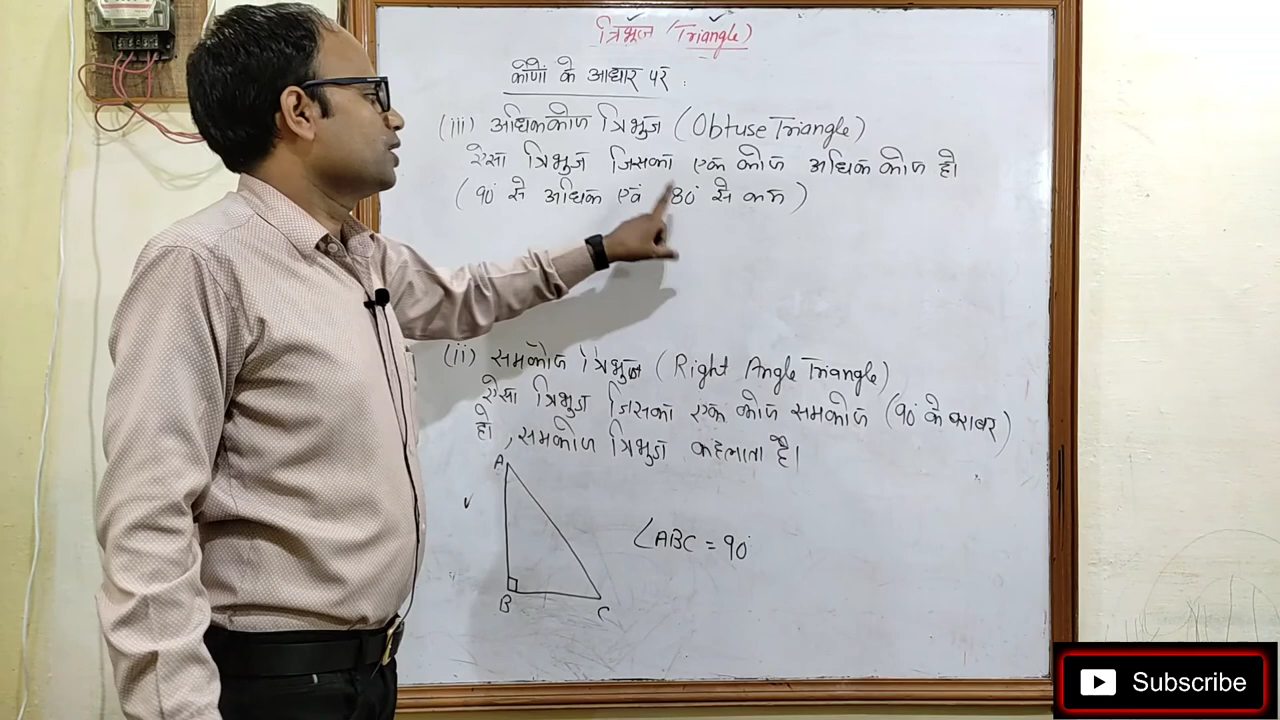 त्रिभुज (Triangle)
कोणों के आधार पर :
(iii) अधिककोण त्रिभुज (Obtuse Triangle)
ऐसा त्रिभुज जिसका एक कोण अधिक कोण हो
(90° से अधिक एवं 80° से कम)
(ii) समकोण त्रिभुज (Right Angle Triangle)
ऐसा त्रिभुज जिसका एक कोण समकोण (90° के बराबर)
हो , समकोण त्रिभुज कहलाता है।
A
∠ABC = 90°
B C
Subscribe